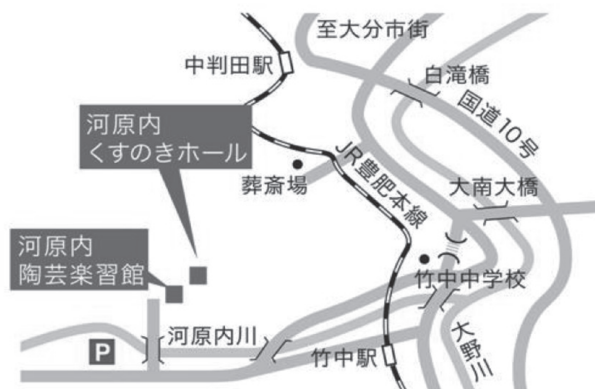 至大分市街
中判田駅
白滝橋
国道10号
河原内
くすのきホール
JR豊肥本線
葬斎場
大南大橋
河原内
陶芸楽習館
竹中中学校
河原内川
P
竹中駅
大野川